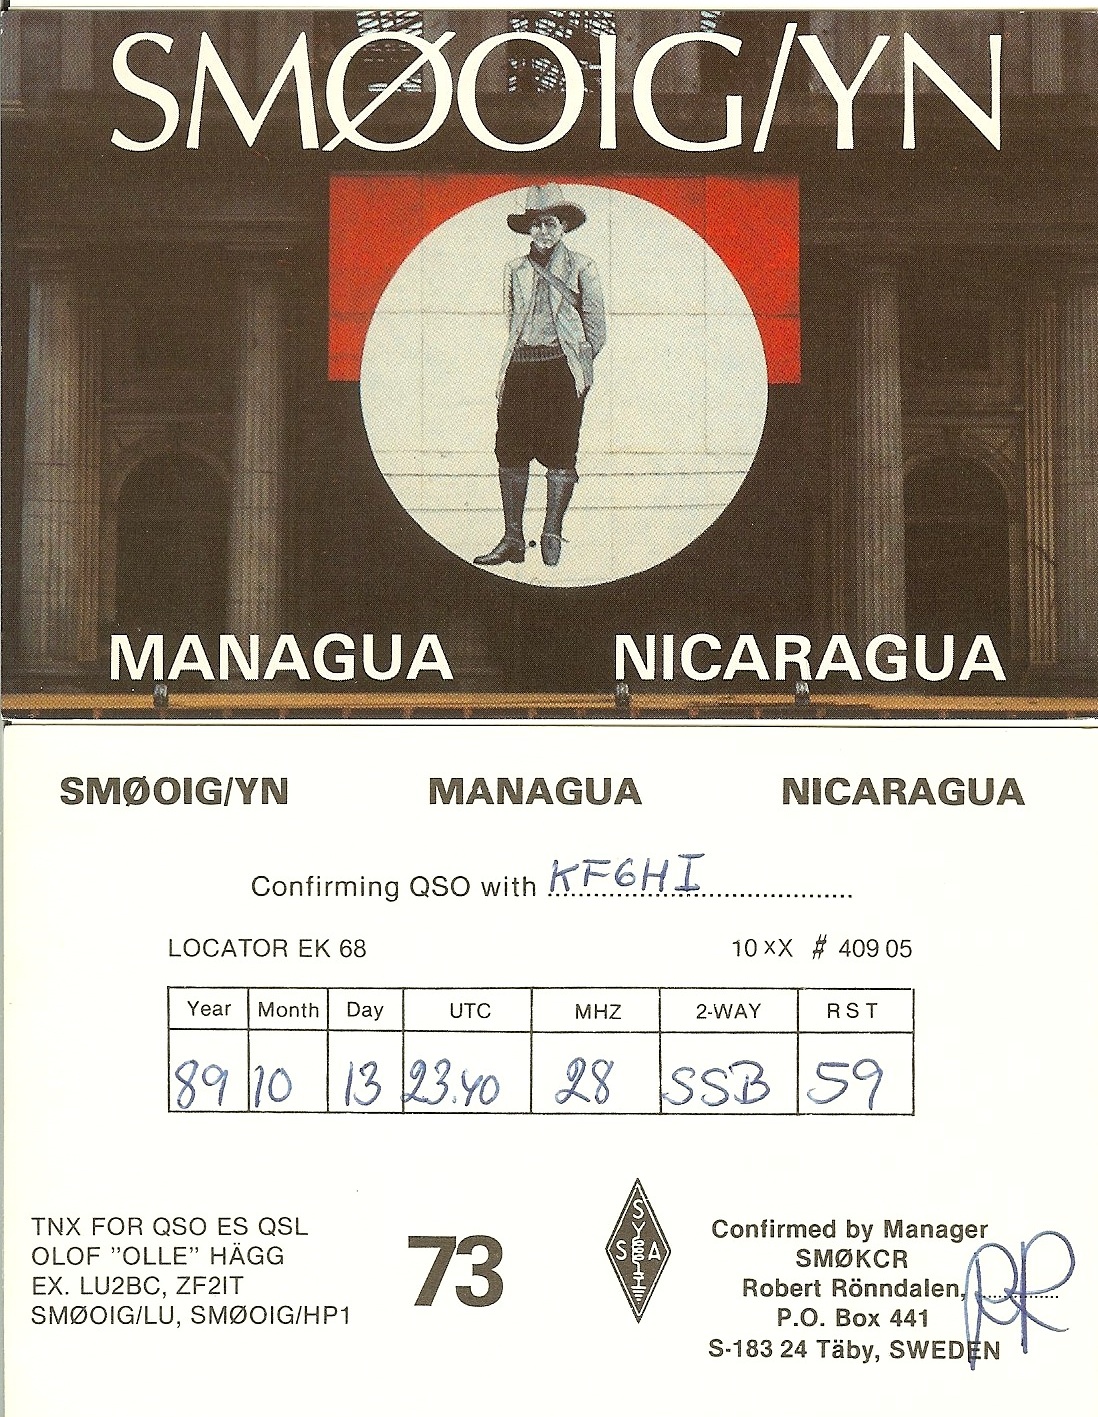 SMØOIG/YN
MANAGUA NICARAGUA
SMØOIG/YN MANAGUA NICARAGUA
Confirming QSO with KF6HI
LOCATOR EK 68 10 XX # 409 05
Year Month Day UTC MHZ 2-WAY RST
89 10 13 23.40 28 SSB 59
TNX FOR QSO ES QSL
OLOF ”OLLE” HÄGG
EX. LU2BC, ZF2IT
SMØOIG/LU, SMØOIG/HP1
73
S
S A
Confirmed by Manager
SMØKCR
Robert Rönndalen, RR
P.O. Box 441
S-183 24 Täby, SWEDEN